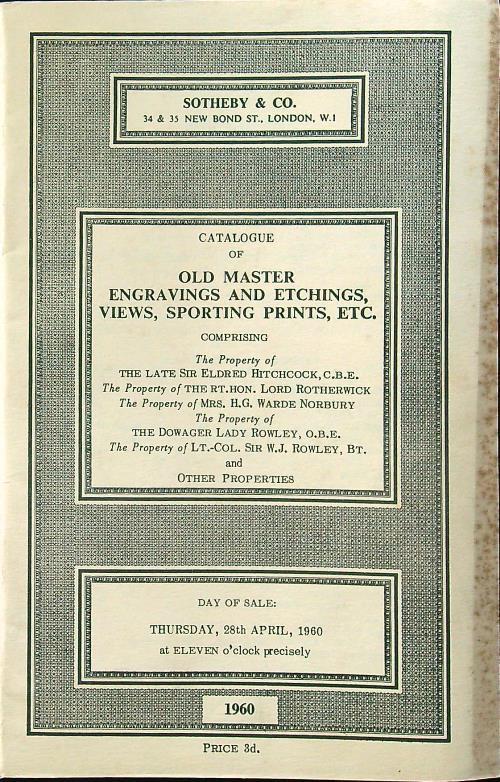 SOTHEBY & CO.
34 & 35 NEW BOND ST., LONDON, W.1
CATALOGUE
OF
OLD MASTER
ENGRAVINGS AND ETCHINGS,
VIEWS, SPORTING PRINTS, ETC.
COMPRISING
The Property of
THE LATE SIR ELDRED HITCHCOCK, C.B.E.
The Property of THE RT. HON. LORD ROTHERWICK
The Property of MRS. H.G. WARDE NORBURY
The Property of
THE DOWAGER LADY ROWLEY, O.B.E.
The Property of LT.-COL. SIR W.J. ROWLEY, BT.
and
OTHER PROPERTIES
DAY OF SALE:
THURSDAY, 28th APRIL, 1960
at ELEVEN o'clock precisely
1960
PRICE 3d.